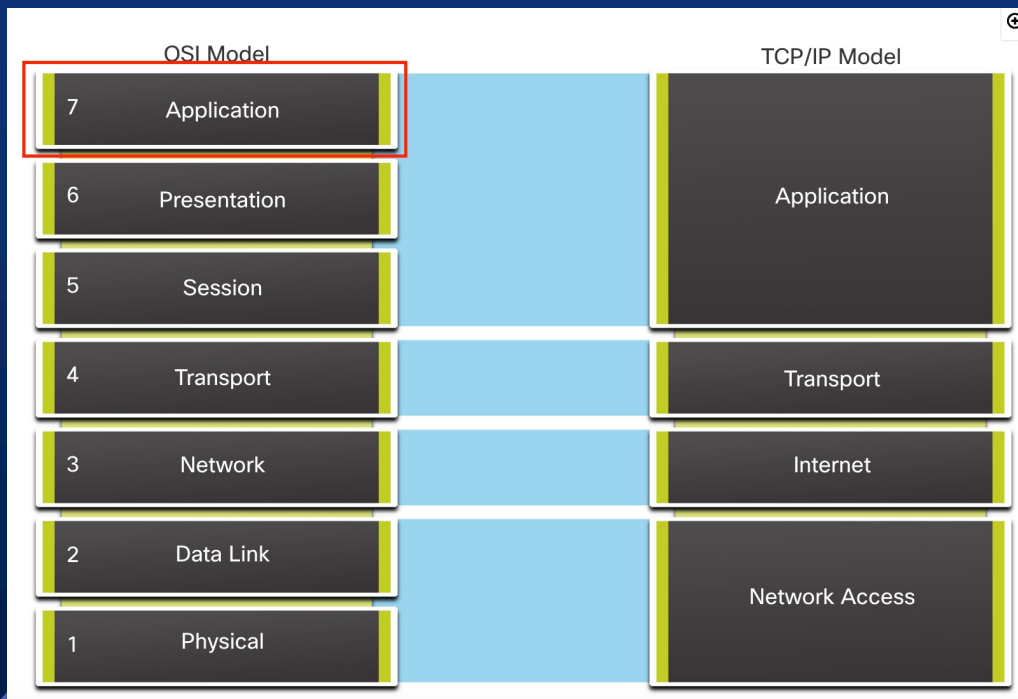 OSI Model
7 Application
6 Presentation
5 Session
4 Transport
3 Network
2 Data Link
1 Physical
TCP/IP Model
Application
Transport
Internet
Network Access